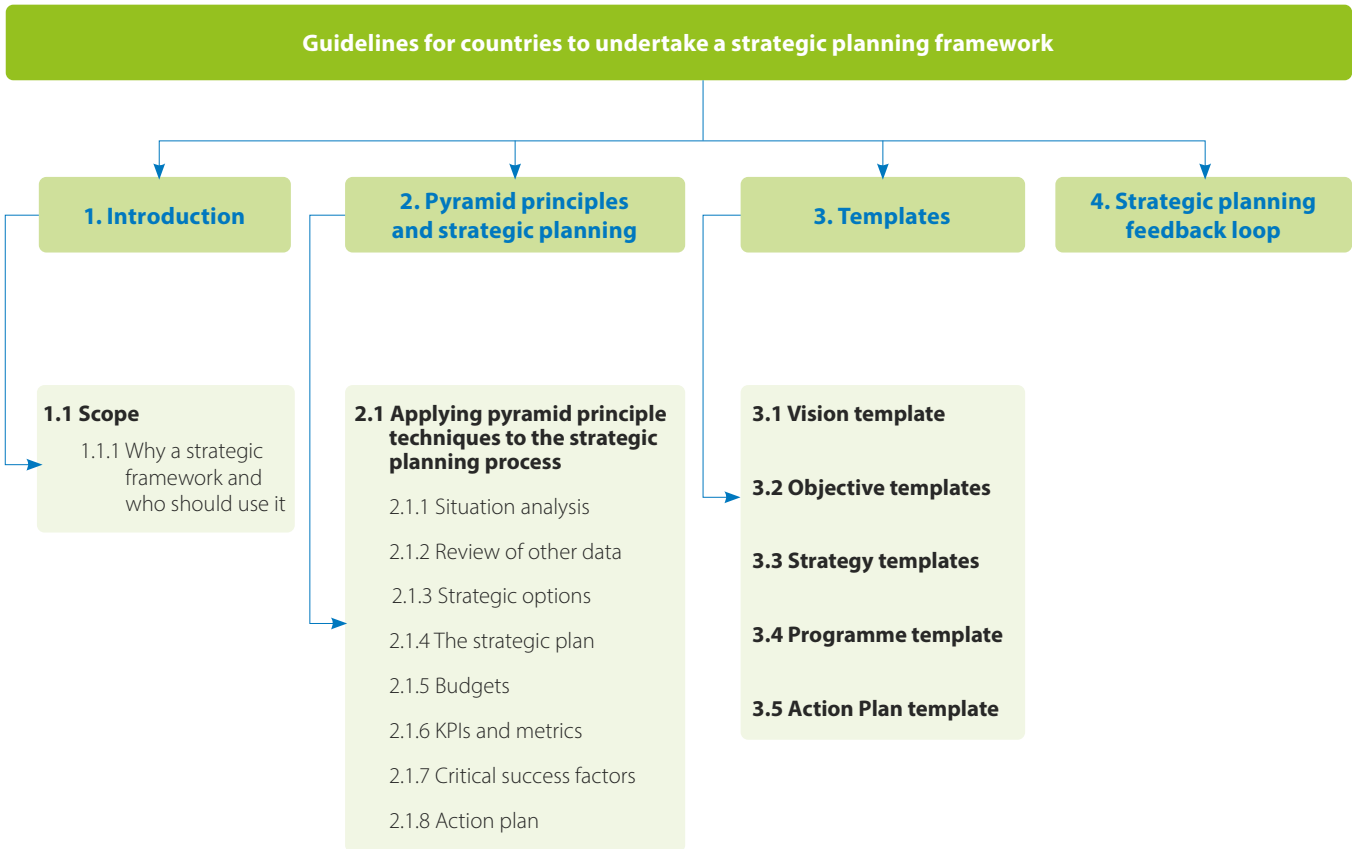 Guidelines for countries to undertake a strategic planning framework
1. Introduction
2. Pyramid principles
and strategic planning
3. Templates
4. Strategic planning
feedback loop
1.1 Scope
1.1.1 Why a strategic
framework and
who should use it
2.1 Applying pyramid principle
techniques to the strategic
planning process
2.1.1 Situation analysis
2.1.2 Review of other data
2.1.3 Strategic options
2.1.4 The strategic plan
2.1.5 Budgets
2.1.6 KPIs and metrics
2.1.7 Critical success factors
2.1.8 Action plan
3.1 Vision template
3.2 Objective templates
3.3 Strategy templates
3.4 Programme template
3.5 Action Plan template